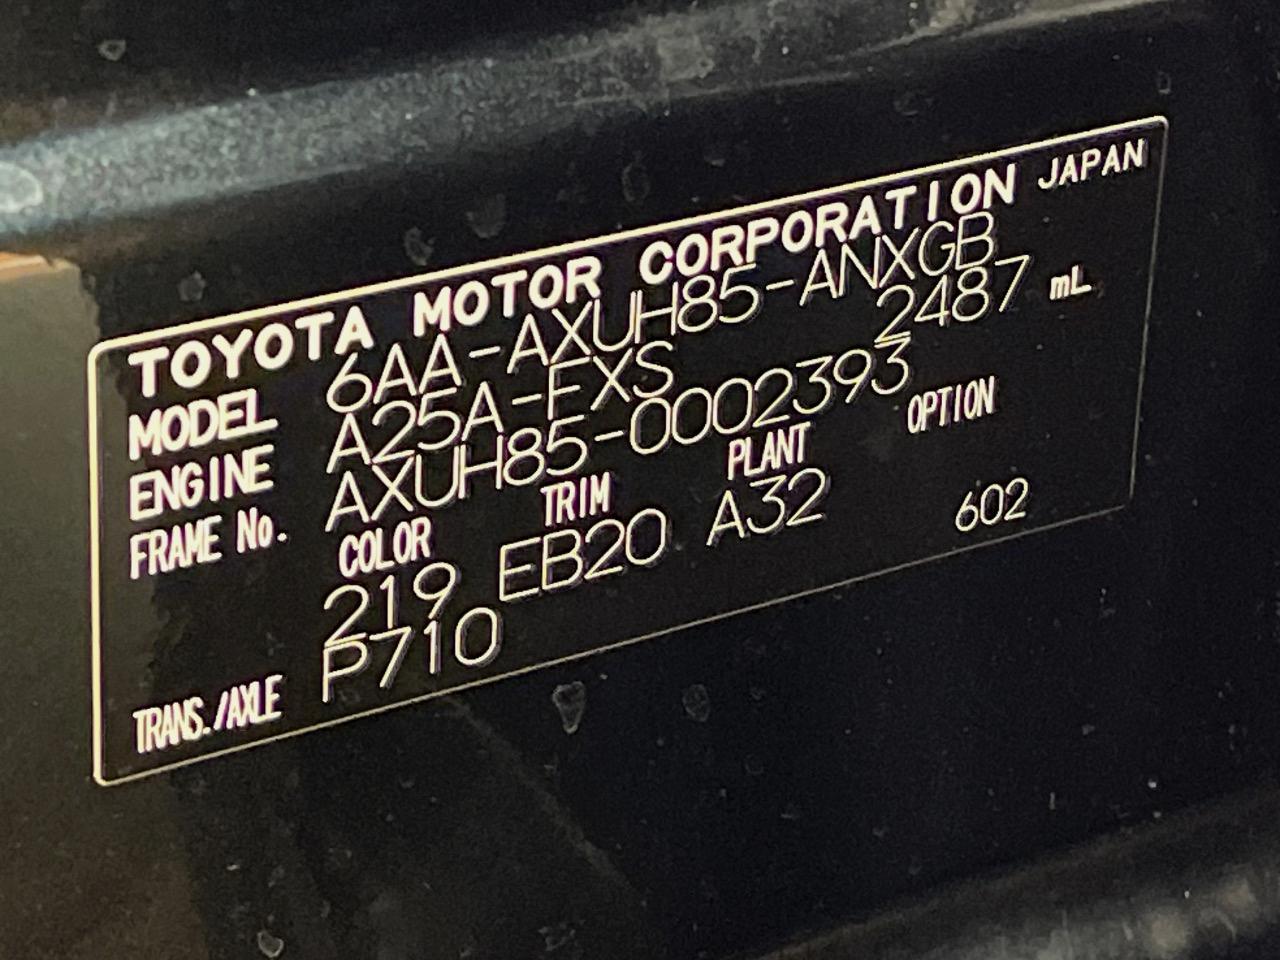 TOYOTA MOTOR CORPORATION JAPAN
MODEL 6AA-AXUH85-ANXGB
ENGINE A25A-FXS 2487 mL
FRAME No. AXUH85-0002393
COLOR TRIM PLANT OPTION
219 EB20 A32 602
TRANS./AXLE P710